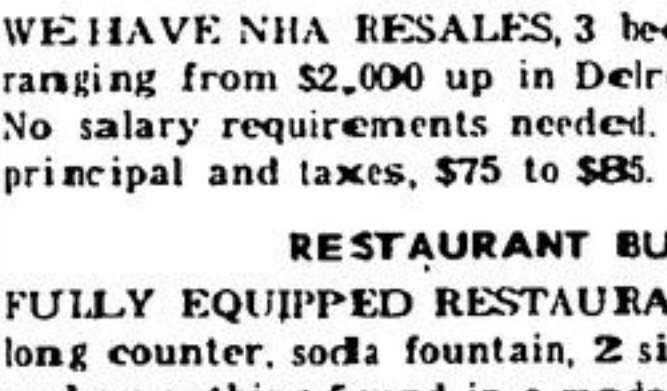 WE HAVE NHA RESALES, 3 be
ranging from $2,000 up in Delr
No salary requirements needed.
principal and taxes, $75 to $85.
RESTAURANT BU
FULLY EQUIPPED RESTAURA
long counter, soda fountain, 2 si